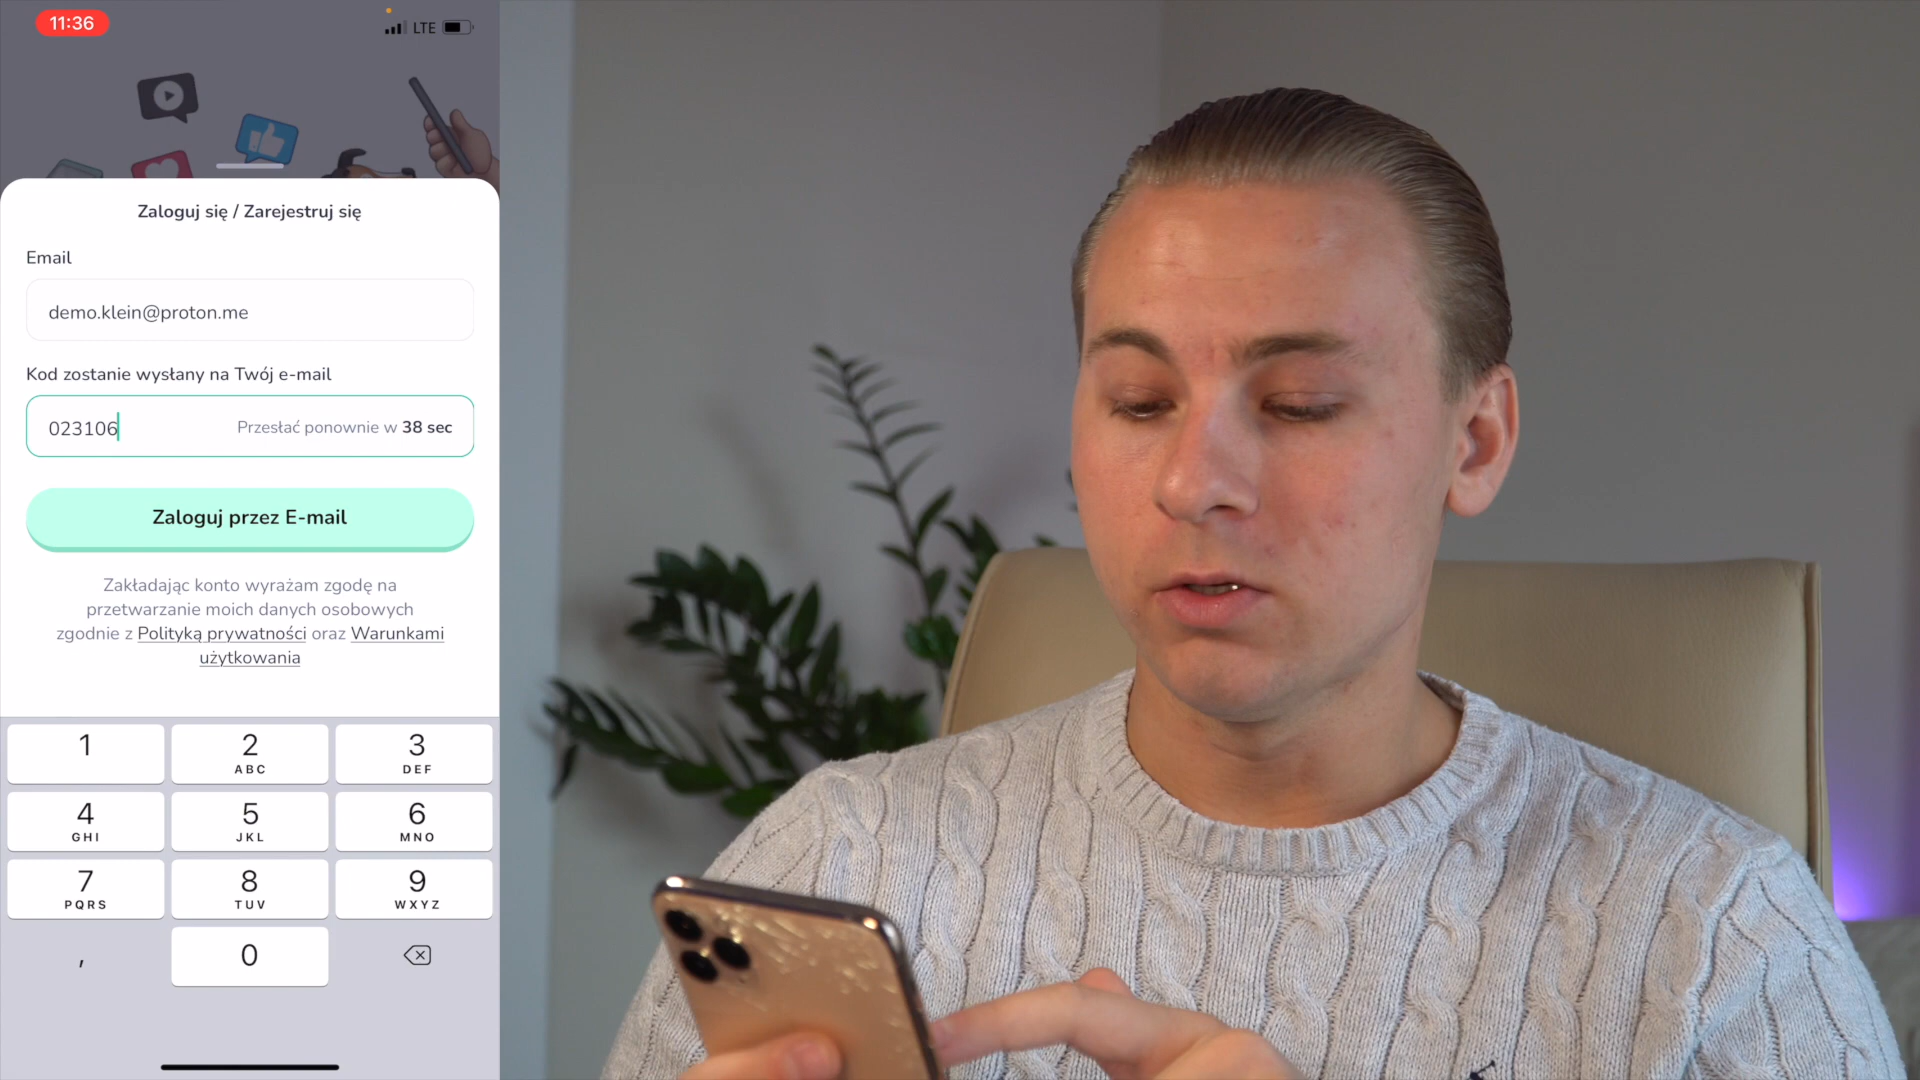 11:36
LTE
Zaloguj się / Zarejestruj się
Email
demo.klein@proton.me
Kod zostanie wysłany na Twój e-mail
023106
Przesłać ponownie w 38 sec
Zaloguj przez E-mail
Zakładając konto wyrażam zgodę na
przetwarzanie moich danych osobowych
zgodnie z Polityką prywatności oraz Warunkami
użytkowania
1
2
ABC
3
DEF
4
GHI
5
JKL
6
MNO
7
PQRS
8
TUV
9
WXYZ
,
0